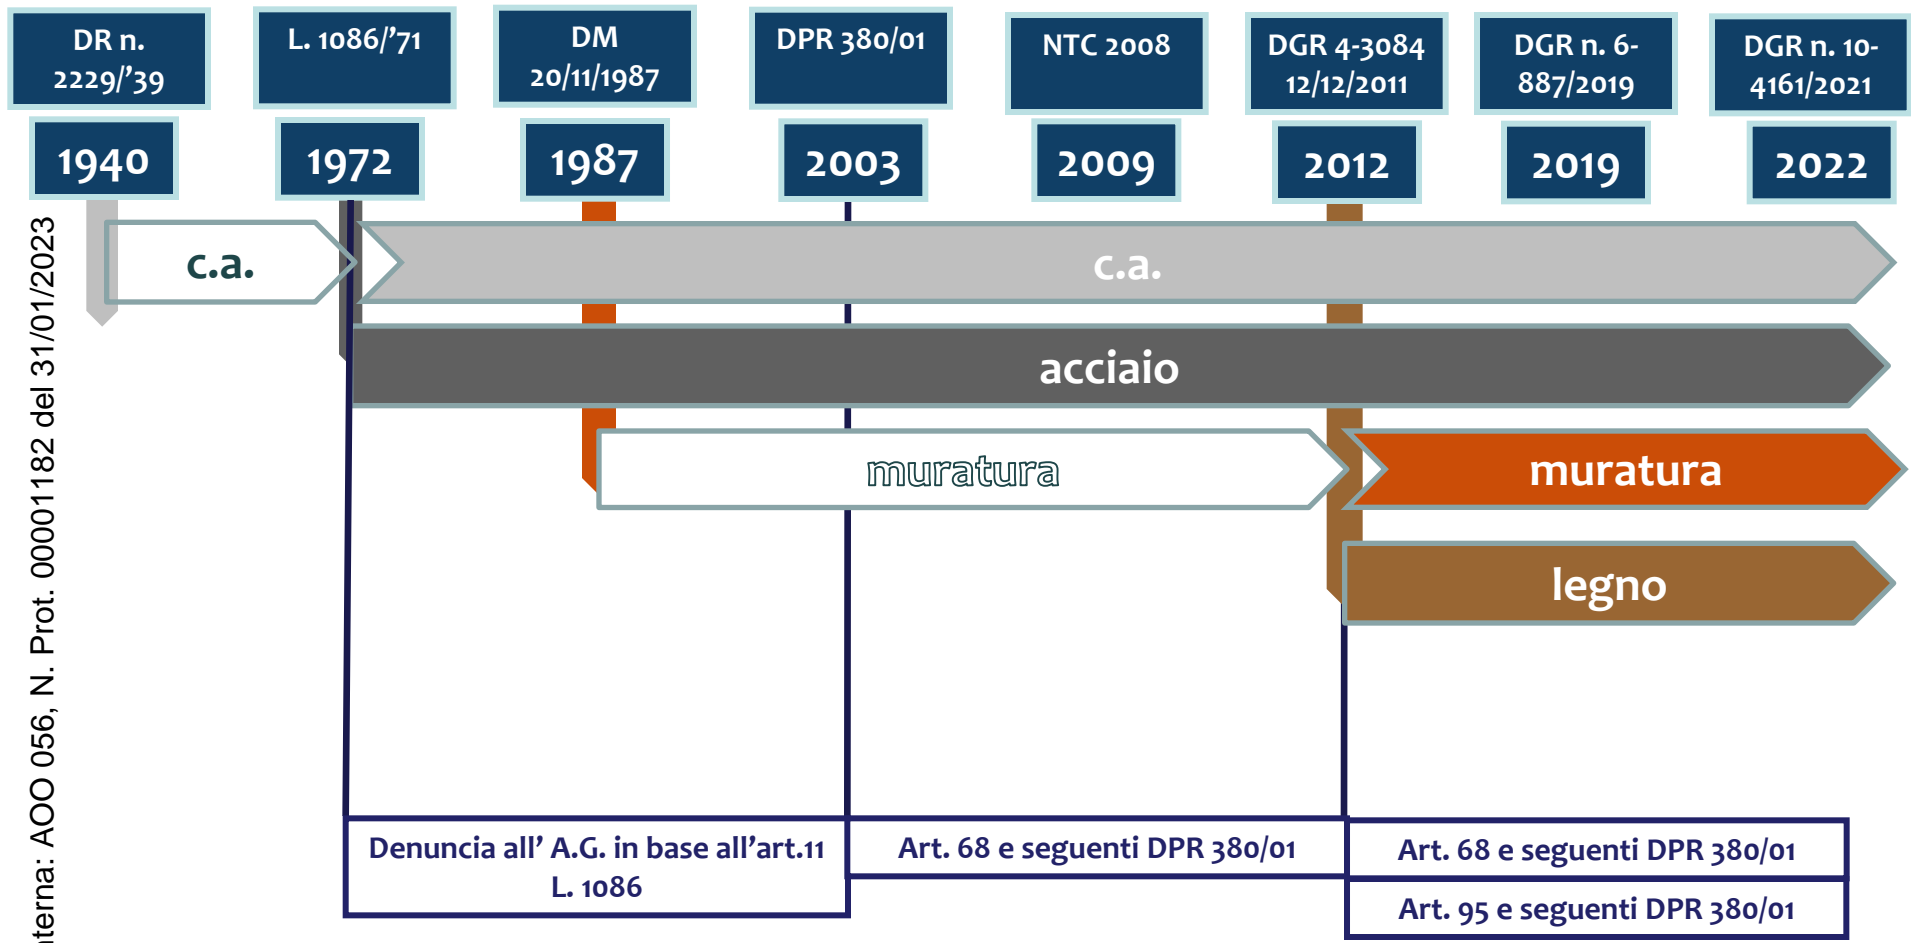 DR n.
2229/'39
L. 1086/'71
DM
20/11/1987
DPR 380/01
NTC 2008
DGR 4-3084
12/12/2011
DGR n. 6-
887/2019
DGR n. 10-
4161/2021
1940
1972
1987
2003
2009
2012
2019
2022
c.a.
c.a.
acciaio
muratura
muratura
legno
Denuncia all' A.G. in base all'art.11
L. 1086
Art. 68 e seguenti DPR 380/01
Art. 68 e seguenti DPR 380/01
Art. 95 e seguenti DPR 380/01
nterna: AOO 056, N. Prot. 00001182 del 31/01/2023